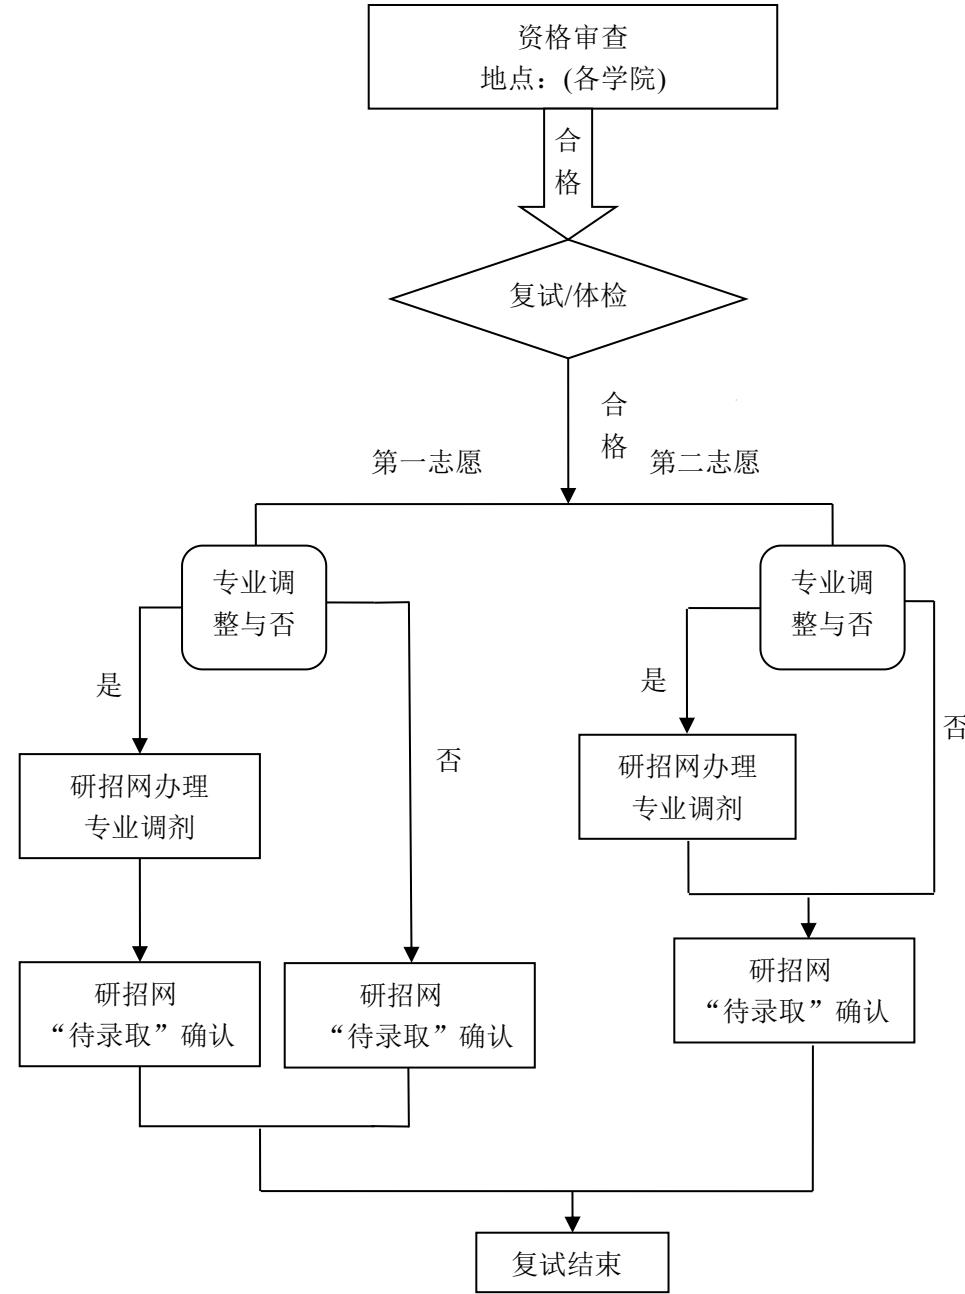 资格审查
地点：(各学院)
合
格
复试/体检
合
格
第一志愿
第二志愿
专业调
整与否
专业调
整与否
是
否
是
否
研招网办理
专业调剂
研招网办理
专业调剂
研招网
“待录取”确认
研招网
“待录取”确认
研招网
“待录取”确认
复试结束